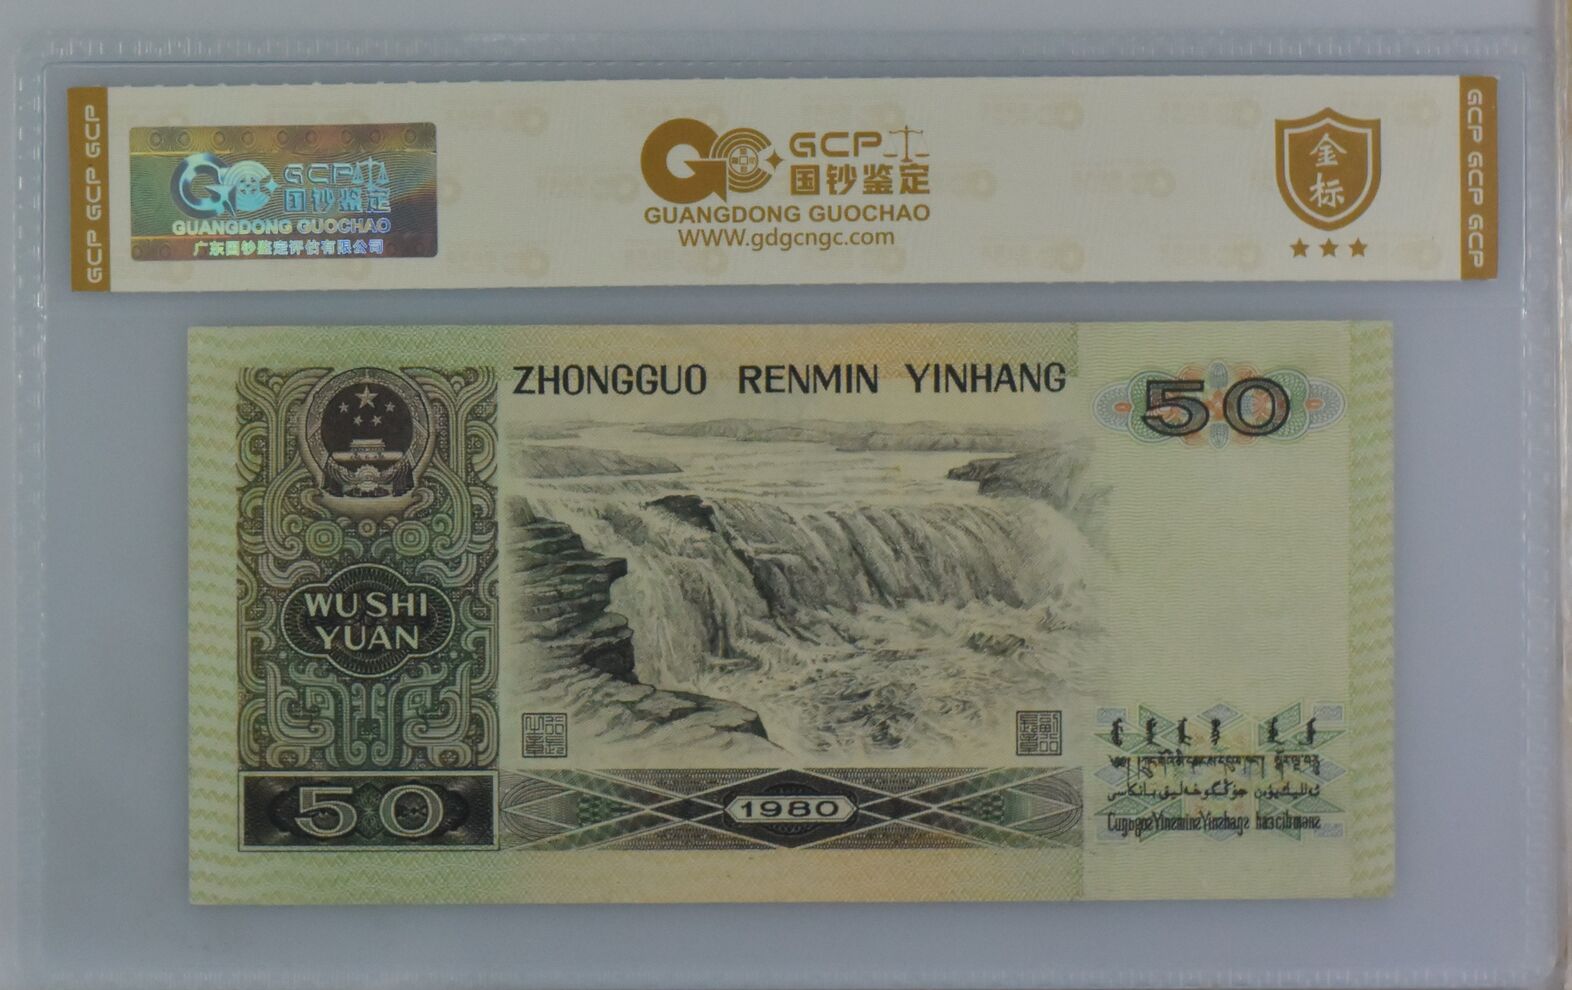 GCP GCP GCP
GCP
国钞鉴定
GUANGDONG GUOCHAO
广东国钞鉴定评估有限公司
GCP
国钞鉴定
GUANGDONG GUOCHAO
WWW.gdgcngc.com
金标
GCP GCP GCP
ZHONGGUO RENMIN YINHANG
50
WU SHI
YUAN
50
1980